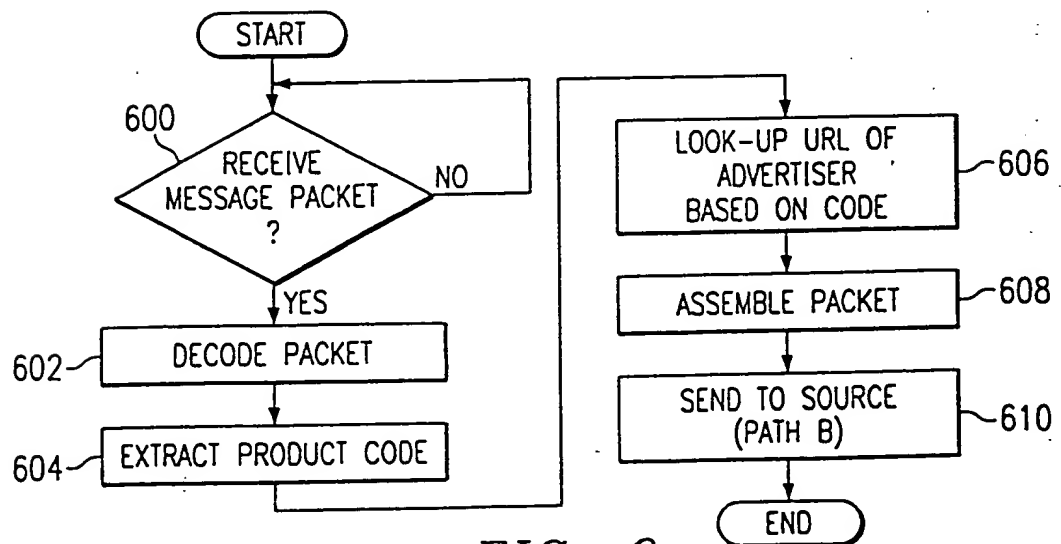 START
600
RECEIVE
MESSAGE PACKET
?
NO
YES
602
DECODE PACKET
604
EXTRACT PRODUCT CODE
LOOK-UP URL OF
ADVERTISER
BASED ON CODE
606
ASSEMBLE PACKET
608
SEND TO SOURCE
(PATH B)
610
END